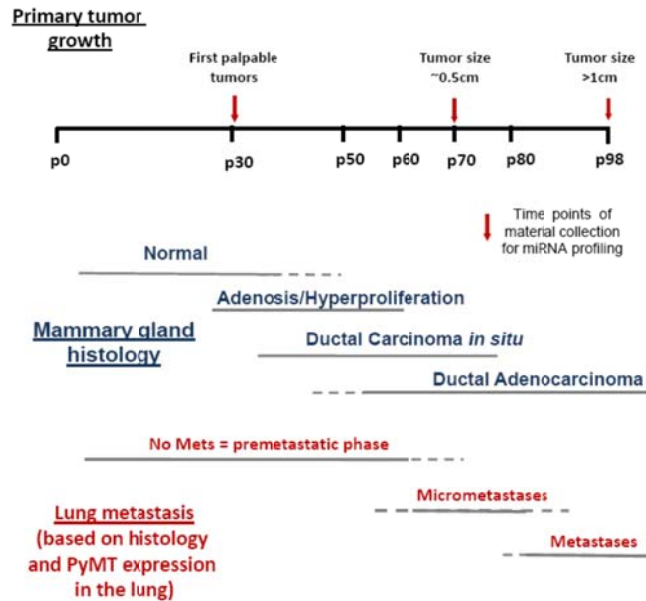 Primary tumor
growth
First palpable
tumors
Tumor size
~0.5cm
Tumor size
>1cm
p0
p30
p50
p60
p70
p80
p98
Time points of
material collection
for miRNA profiling
Normal
Adenosis/Hyperproliferation
Mammary gland
histology
Ductal Carcinoma in situ
Ductal Adenocarcinoma
No Mets = premetastatic phase
Micrometastases
Lung metastasis
(based on histology
and PyMT expression
in the lung)
Metastases